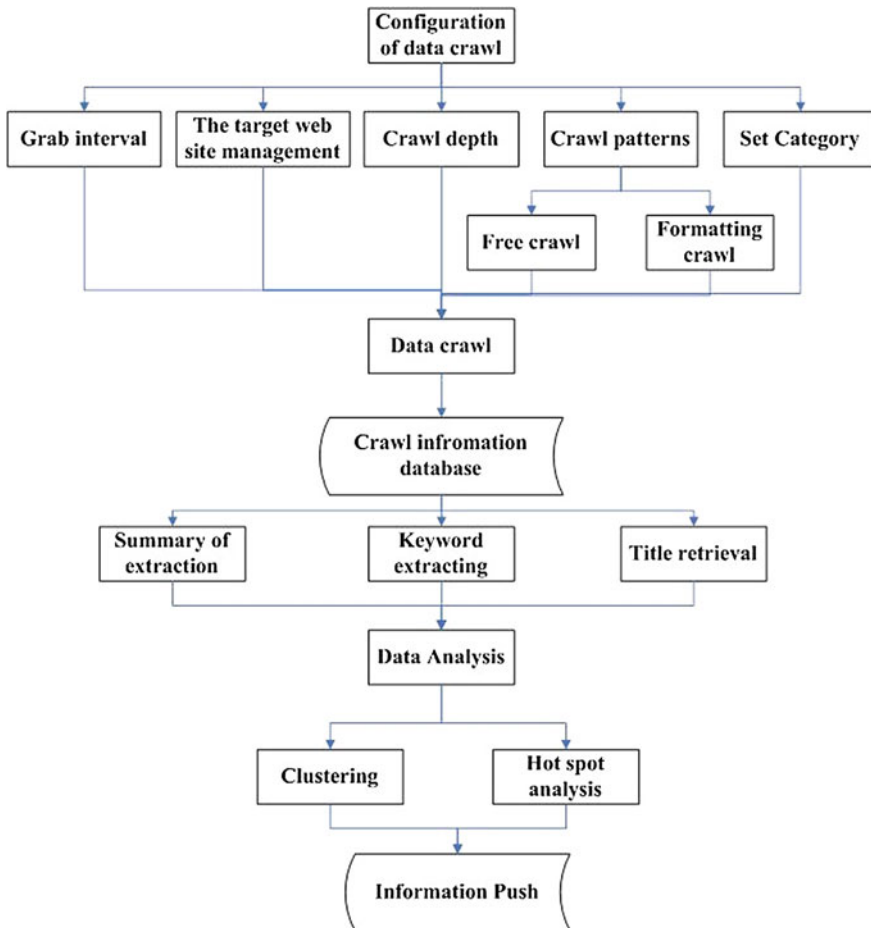 Configuration
of data crawl
Grab interval
The target web
site management
Crawl depth
Crawl patterns
Set Category
Free crawl
Formatting
crawl
Data crawl
Crawl infromation
database
Summary of
extraction
Keyword
extracting
Title retrieval
Data Analysis
Clustering
Hot spot
analysis
Information Push